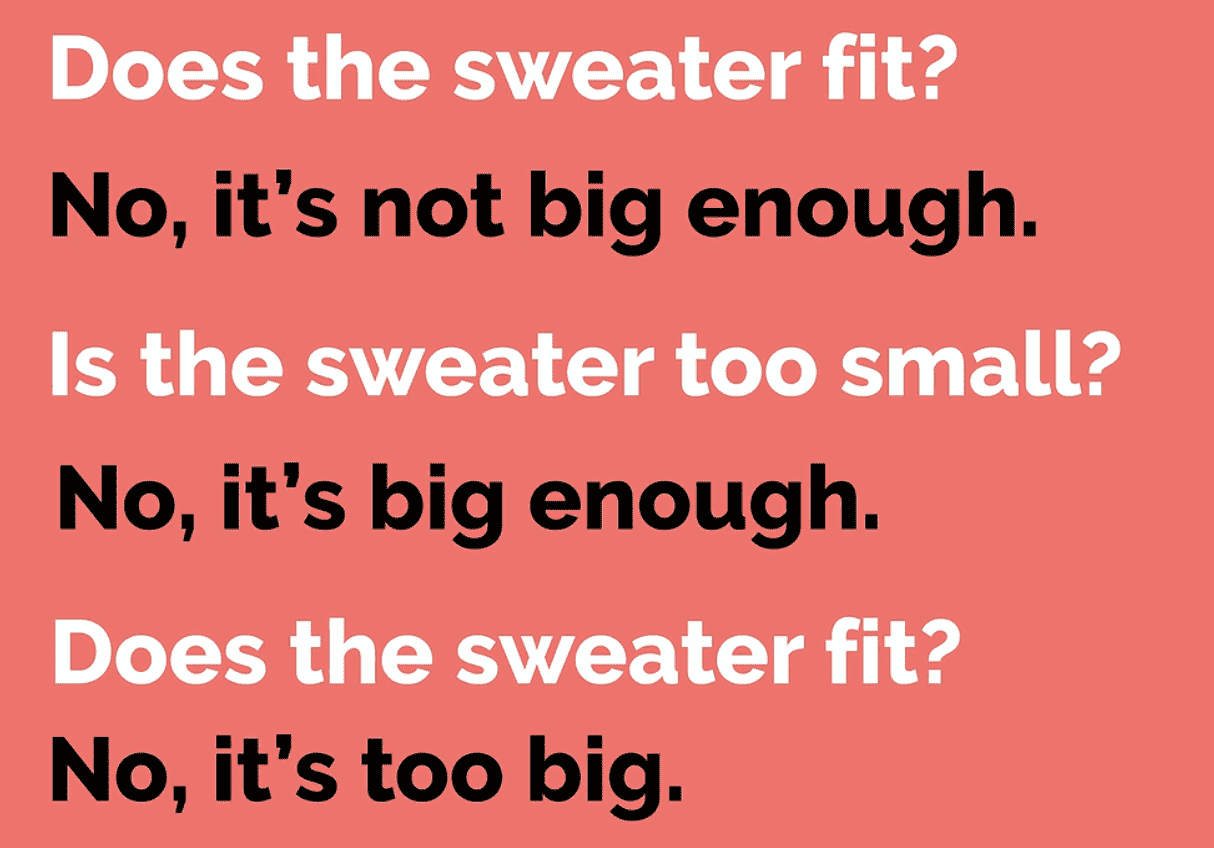 Does the sweater fit?
No, it’s not big enough.
Is the sweater too small?
No, it’s big enough.
Does the sweater fit?
No, it’s too big.